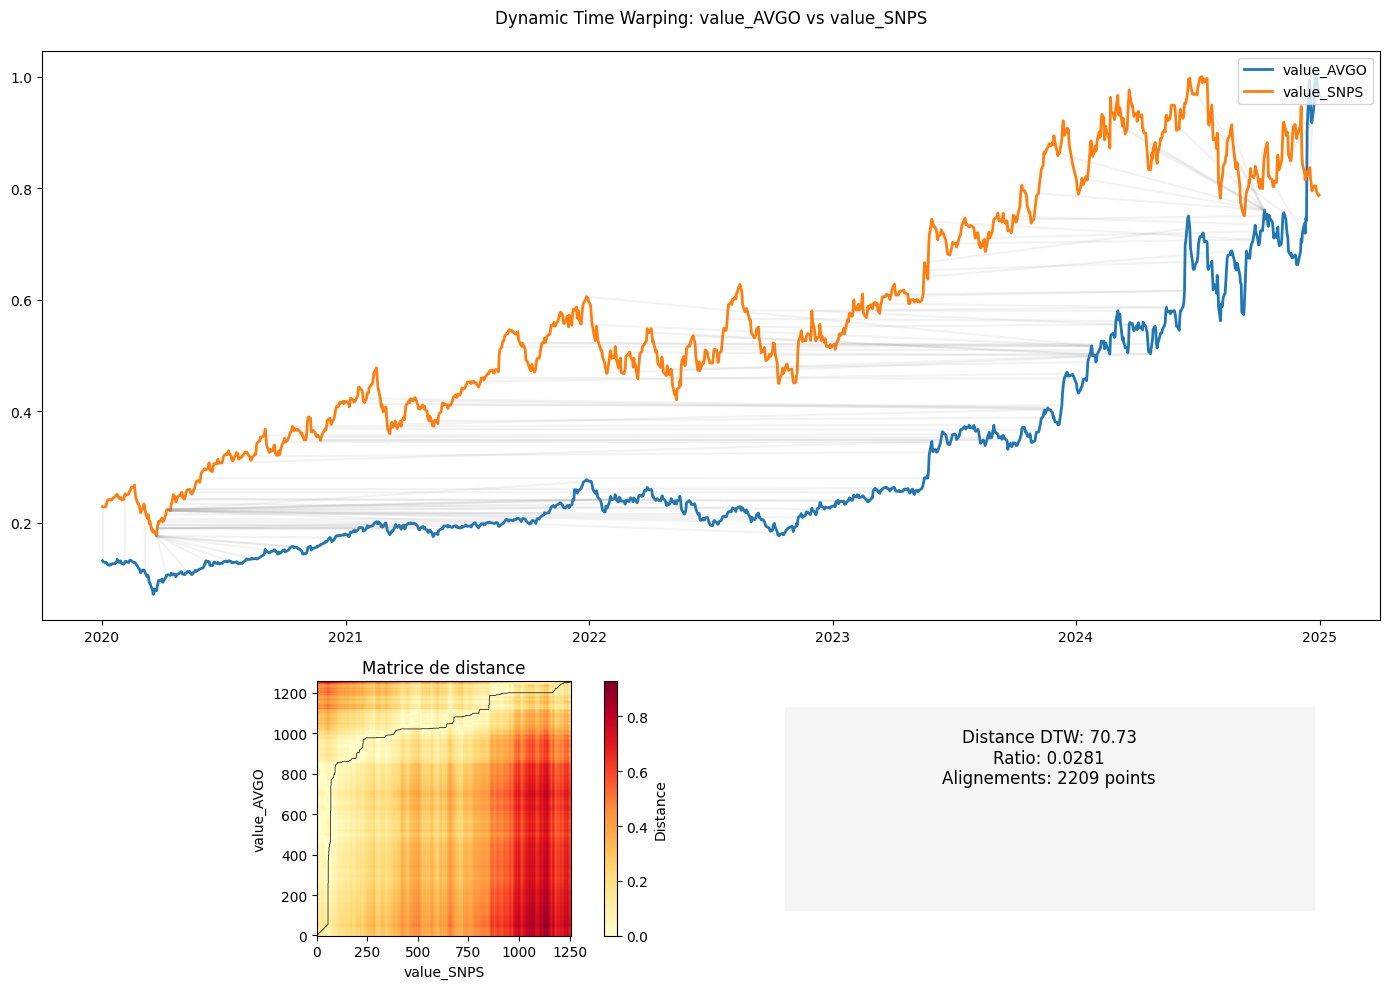 Dynamic Time Warping: value_AVGO vs value_SNPS
value_AVGO
value_SNPS
1.0
0.8
0.6
0.4
0.2
2020 2021 2022 2023 2024 2025
Matrice de distance
value_AVGO
1200
1000
800
600
400
200
0
0 250 500 750 1000 1250
value_SNPS
0.8
0.6
0.4
0.2
0.0
Distance
Distance DTW: 70.73
Ratio: 0.0281
Alignements: 2209 points